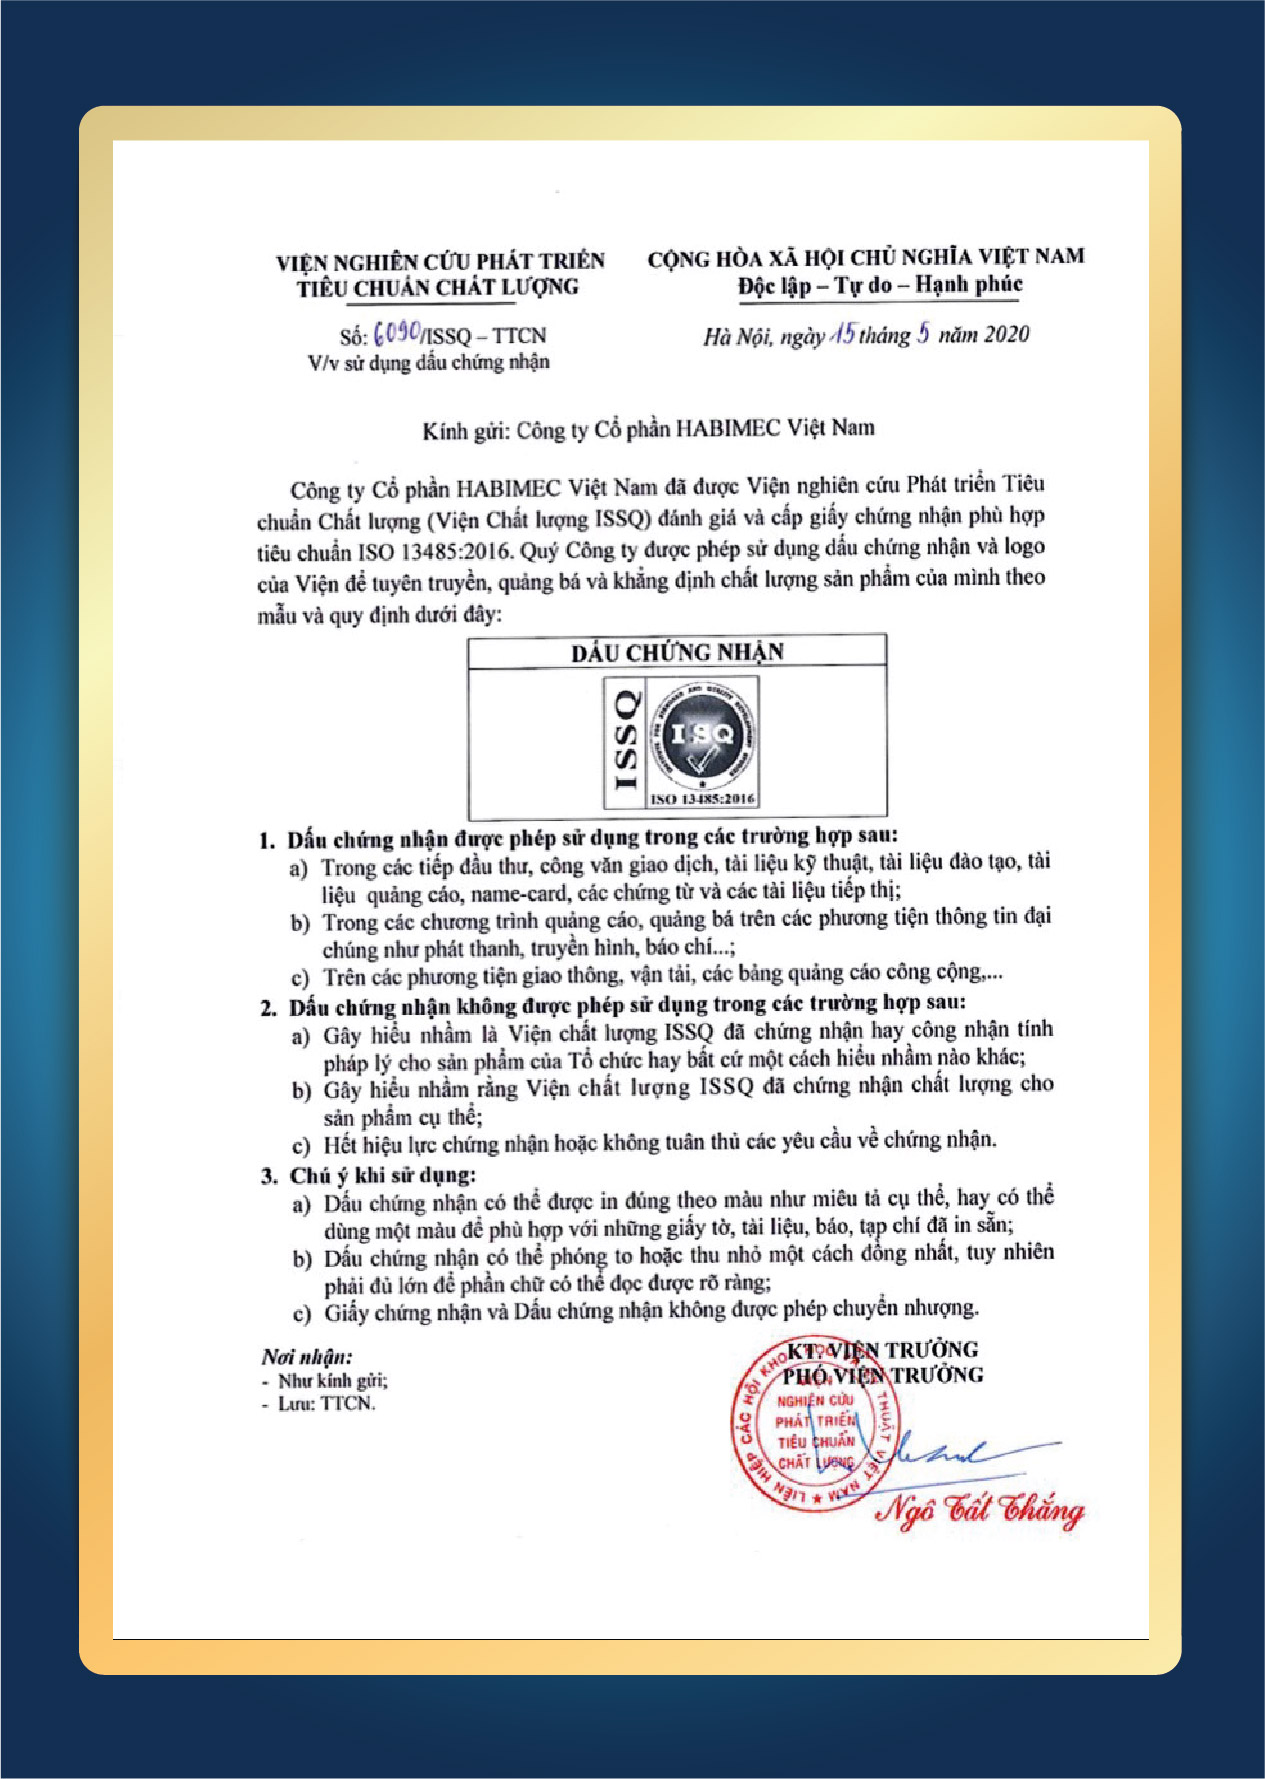 VIỆN NGHIÊN CỨU PHÁT TRIỂN
TIÊU CHUẨN CHẤT LƯỢNG
CỘNG HÒA XÃ HỘI CHỦ NGHĨA VIỆT NAM
Độc lập – Tự do – Hạnh phúc
Số: 6090/ISSQ – TTCN
V/v sử dụng dấu chứng nhận
Hà Nội, ngày 15 tháng 5 năm 2020
Kính gửi: Công ty Cổ phần HABIMEC Việt Nam
Công ty Cổ phần HABIMEC Việt Nam đã được Viện nghiên cứu Phát triển Tiêu
chuẩn Chất lượng (Viện Chất lượng ISSQ) đánh giá và cấp giấy chứng nhận phù hợp
tiêu chuẩn ISO 13485:2016. Quý Công ty được phép sử dụng dấu chứng nhận và logo
của Viện để tuyên truyền, quảng bá và khẳng định chất lượng sản phẩm của mình theo
mẫu và quy định dưới đây:
DẤU CHỨNG NHẬN
ISSQ
ISQ
ISO 13485:2016
1. Dấu chứng nhận được phép sử dụng trong các trường hợp sau:
a) Trong các tiếp đầu thư, công văn giao dịch, tài liệu kỹ thuật, tài liệu đào tạo, tài
liệu quảng cáo, name-card, các chứng từ và các tài liệu tiếp thị;
b) Trong các chương trình quảng cáo, quảng bá trên các phương tiện thông tin đại
chúng như phát thanh, truyền hình, báo chí...;
c) Trên các phương tiện giao thông, vận tải, các bảng quảng cáo công cộng,...
2. Dấu chứng nhận không được phép sử dụng trong các trường hợp sau:
a) Gây hiểu nhầm là Viện chất lượng ISSQ đã chứng nhận hay công nhận tính
pháp lý cho sản phẩm của Tổ chức hay bất cứ một cách hiểu nhầm nào khác;
b) Gây hiểu nhầm rằng Viện chất lượng ISSQ đã chứng nhận chất lượng cho
sản phẩm cụ thể;
c) Hết hiệu lực chứng nhận hoặc không tuân thủ các yêu cầu về chứng nhận.
3. Chú ý khi sử dụng:
a) Dấu chứng nhận có thể được in đúng theo màu như miêu tả cụ thể, hay có thể
dùng một màu để phù hợp với những giấy tờ, tài liệu, báo, tạp chí đã in sẵn;
b) Dấu chứng nhận có thể phóng to hoặc thu nhỏ một cách đồng nhất, tuy nhiên
phải đủ lớn để phần chữ có thể đọc được rõ ràng;
c) Giấy chứng nhận và Dấu chứng nhận không được phép chuyển nhượng.
Nơi nhận:
- Như kính gửi;
- Lưu: TTCN.
KT. VIỆN TRƯỞNG
PHÓ VIỆN TRƯỞNG
LIÊN HIỆP CÁC HỘI KHOA HỌC VÀ KỸ THUẬT VIỆT NAM
VIỆN
NGHIÊN CỨU
PHÁT TRIỂN
TIÊU CHUẨN
CHẤT LƯỢNG
Ngô Tất Thắng